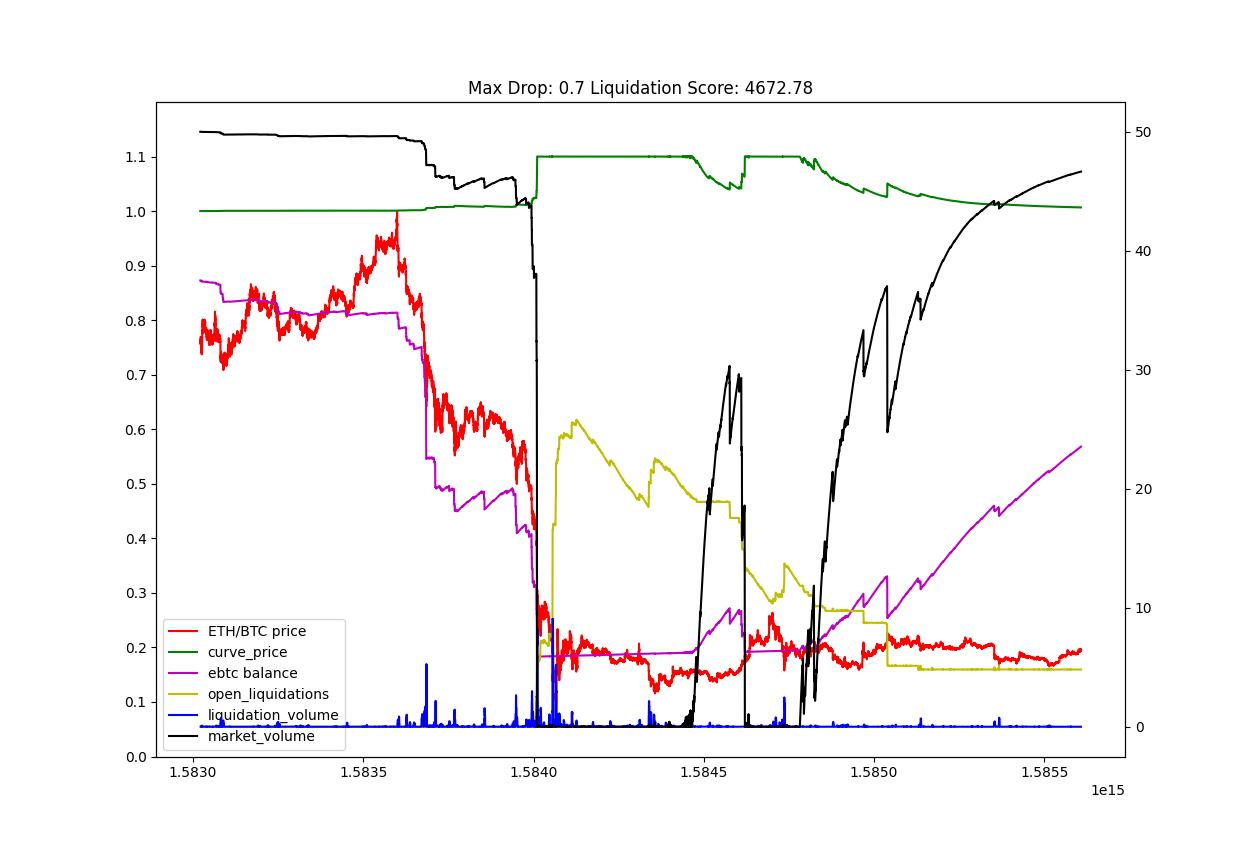 Max Drop: 0.7 Liquidation Score: 4672.78
1.1
1.0
0.9
0.8
0.7
0.6
0.5
0.4
0.3
0.2
0.1
0.0
50
40
30
20
10
0
ETH/BTC price
curve_price
ebtc balance
open_liquidations
liquidation_volume
market_volume
1.5830 1.5835 1.5840 1.5845 1.5850 1.5855
1e15